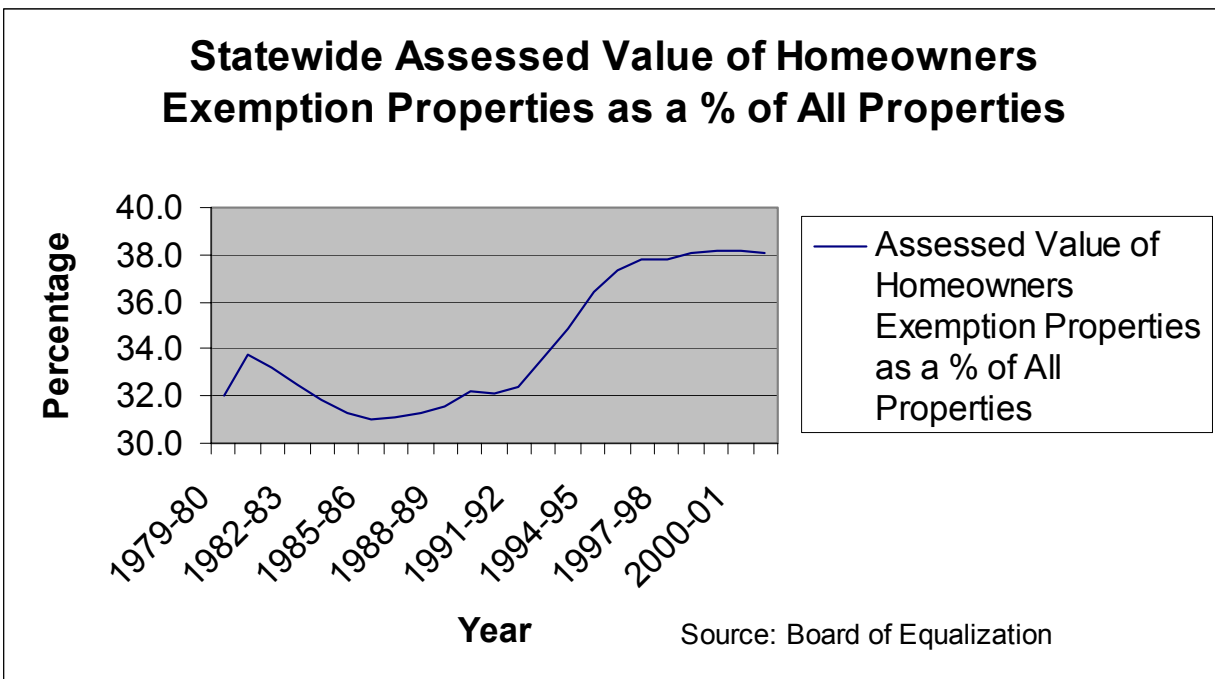 Statewide Assessed Value of Homeowners
Exemption Properties as a % of All Properties
Percentage
40.0
38.0
36.0
34.0
32.0
30.0
1979-80
1982-83
1985-86
1988-89
1991-92
1994-95
1997-98
2000-01
Year
Assessed Value of
Homeowners
Exemption Properties
as a % of All
Properties
Source: Board of Equalization